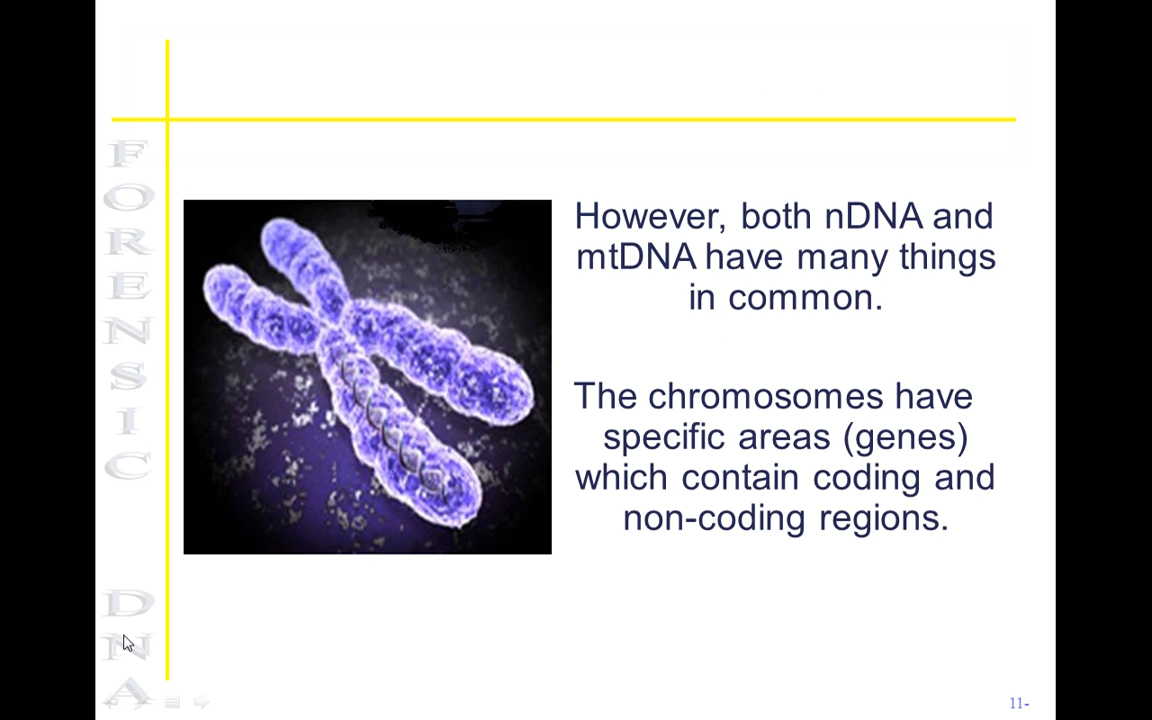 FORENSIC DNA
However, both nDNA and
mtDNA have many things
in common.
The chromosomes have
specific areas (genes)
which contain coding and
non-coding regions.
11-